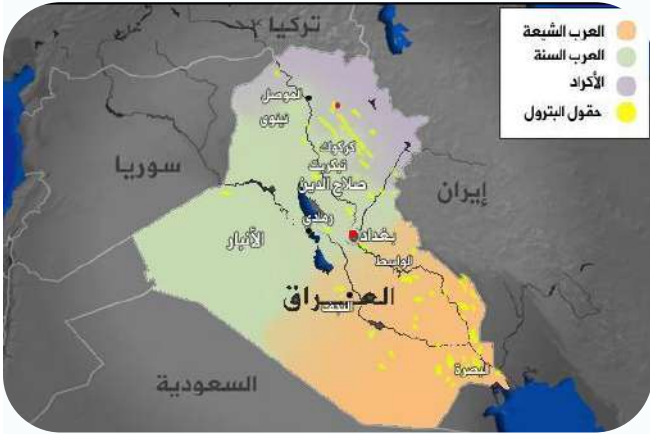 تركيا
العرب الشيعة
العرب السنة
الأكراد
حقول البترول
الموصل
نينوى
كركوك
تكريت
صلاح الدين
سوريا
إيران
رمادي
الأنبار
بغداد
الواسط
العـــراق
النجف
البصرة
السعودية